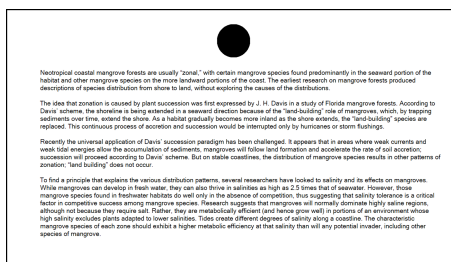 Neotropical coastal mangrove forests are usually “zonal,” with certain mangrove species found predominantly in the seaward portion of the
habitat and other mangrove species on the more landward portions of the coast. The earliest research on mangrove forests produced
descriptions of species distribution from shore to land, without exploring the causes of the distributions.
The idea that zonation is caused by plant succession was first expressed by J. H. Davis in a study of Florida mangrove forests. According to
Davis’ scheme, the shoreline is being extended in a seaward direction because of the “land-building” role of mangroves, which, by trapping
sediments over time, extend the shore. As a habitat gradually becomes more inland as the shore extends, the “land-building” species are
replaced. This continuous process of accretion and succession would be interrupted only by hurricanes or storm flushings.
Recently the universal application of Davis’ succession paradigm has been challenged. It appears that in areas where weak currents and
weak tidal energies allow the accumulation of sediments, mangroves will follow land formation and accelerate the rate of soil accretion;
succession will proceed according to Davis’ scheme. But on stable coastlines, the distribution of mangrove species results in other patterns of
zonation; “land building” does not occur.
To find a principle that explains the various distribution patterns, several researchers have looked to salinity and its effects on mangroves.
While mangroves can develop in fresh water, they can also thrive in salinities as high as 2.5 times that of seawater. However, those
mangrove species found in freshwater habitats do well only in the absence of competition, thus suggesting that salinity tolerance is a critical
factor in competitive success among mangrove species. Research suggests that mangroves will normally dominate highly saline regions,
although not because they require salt. Rather, they are metabolically efficient (and hence grow well) in portions of an environment whose
high salinity excludes plants adapted to lower salinities. Tides create different degrees of salinity along a coastline. The characteristic
mangrove species of each zone should exhibit a higher metabolic efficiency at that salinity than will any potential invader, including other
species of mangrove.